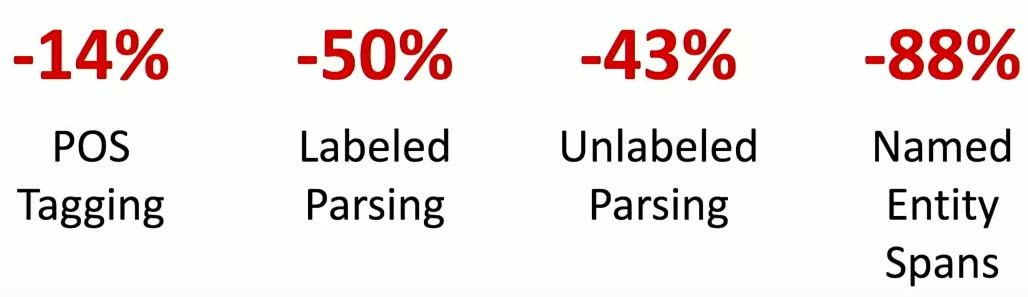 -14% -50% -43% -88%
POS Labeled Unlabeled Named
Tagging Parsing Parsing Entity
Spans